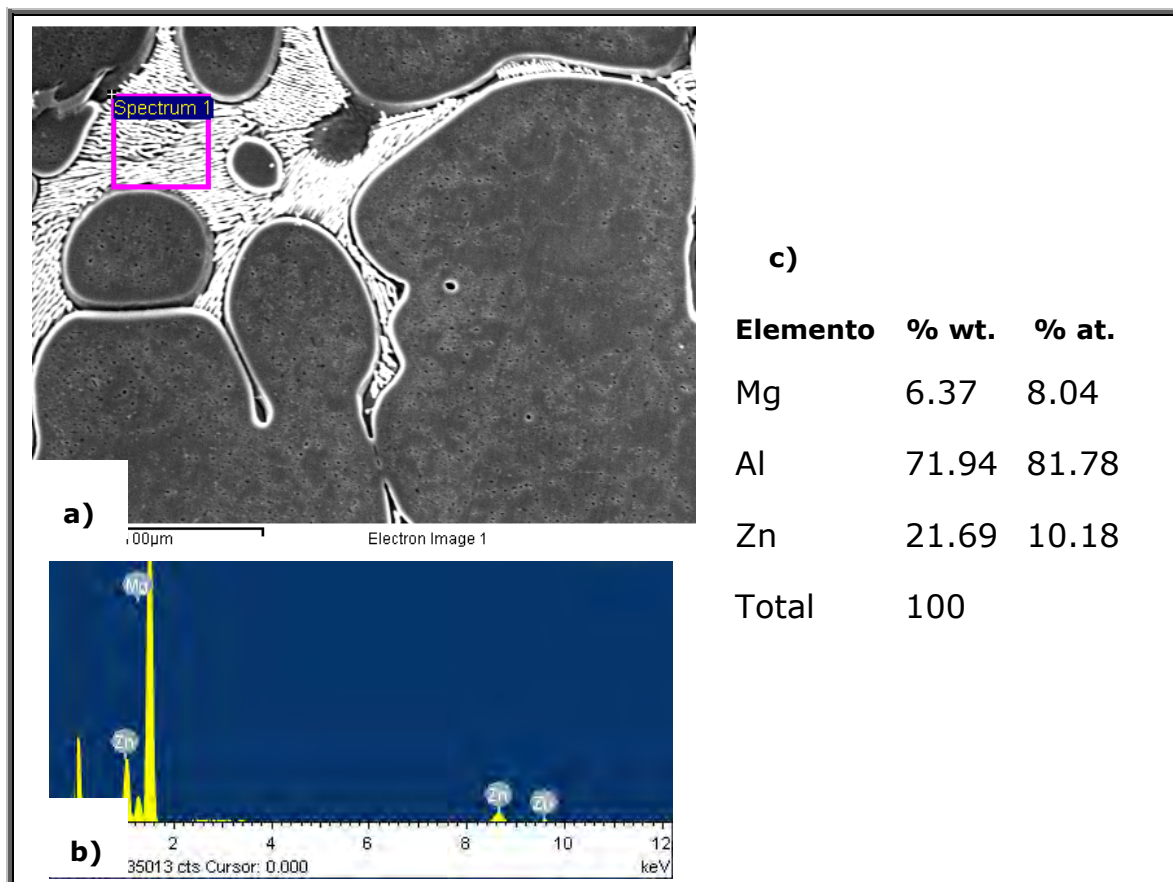 Spectrum 1
a)
00µm
Electron Image 1
Mg
Zn
Zn
Zn
2 4 6 8 10 12
b)
35013 cts Cursor: 0.000 keV
c)
Elemento % wt. % at.
Mg 6.37 8.04
Al 71.94 81.78
Zn 21.69 10.18
Total 100